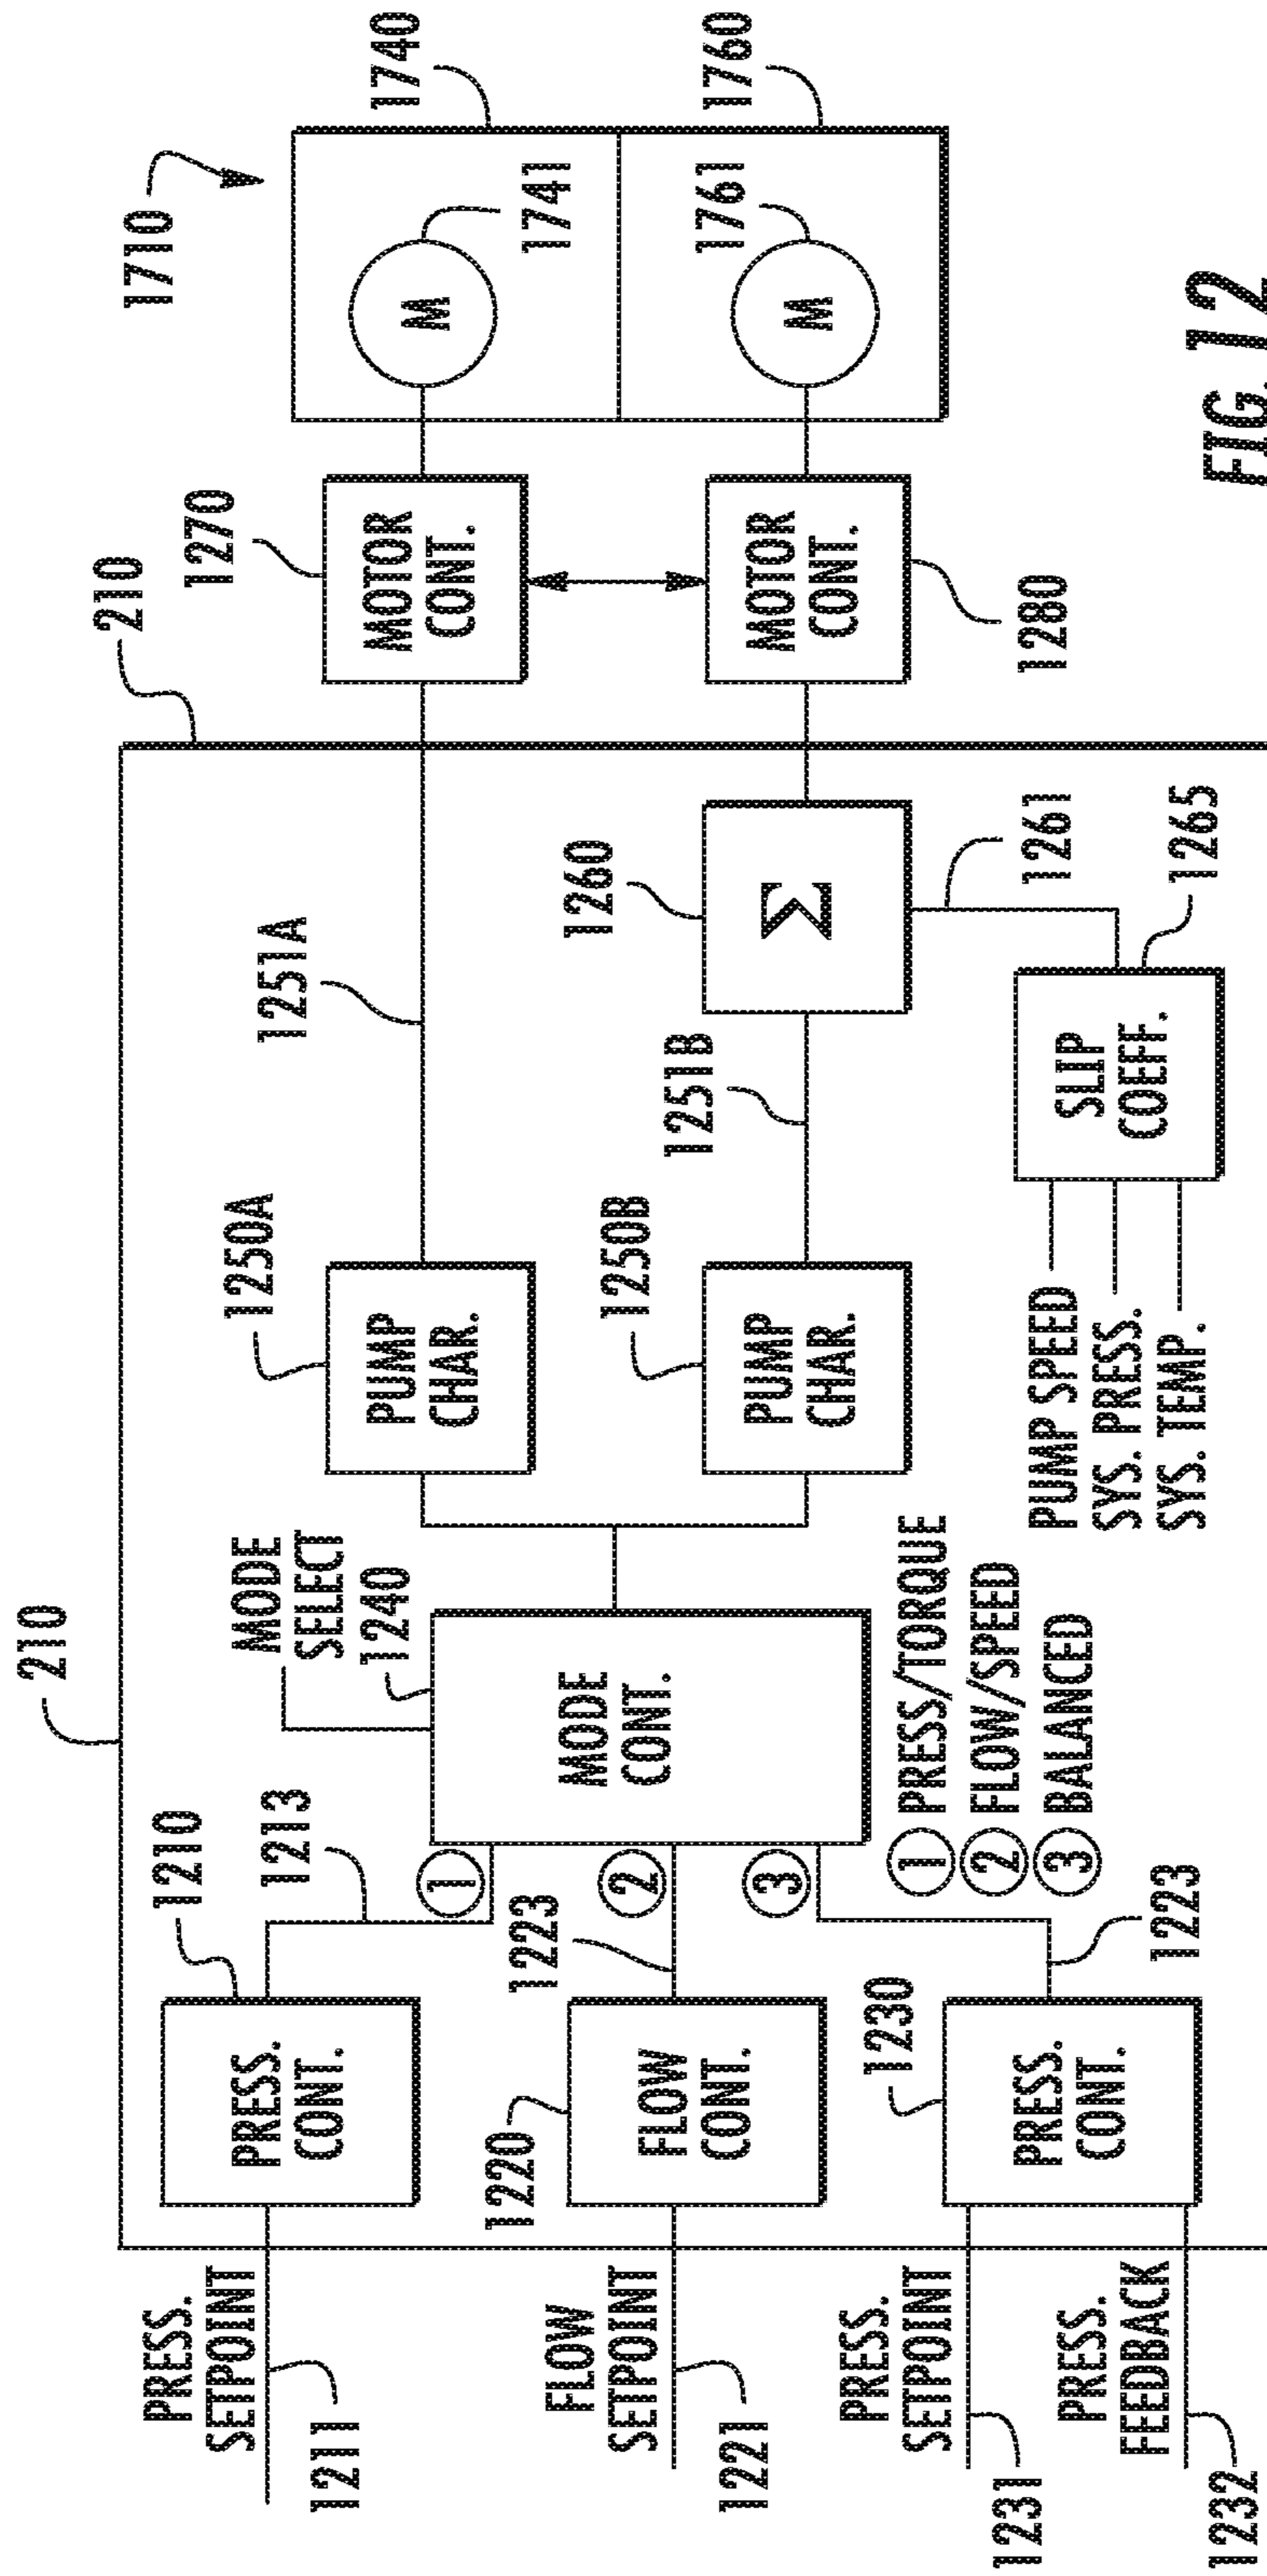 210
210
1710
PRESS.
SETPOINT
1211
1210
PRESS.
CONT.
1213
MODE
SELECT
1240
MODE
CONT.
1
2
3
FLOW
SETPOINT
1221
1220
FLOW
CONT.
1223
PRESS.
SETPOINT
1231
PRESS.
FEEDBACK
1232
1230
PRESS.
CONT.
1223
1 PRESS/TORQUE
2 FLOW/SPEED
3 BALANCED
1250A
PUMP
CHAR.
1251A
1250B
PUMP
CHAR.
1251B
1260
Σ
1261
1265
SLIP
COEFF.
PUMP SPEED
SYS. PRESS.
SYS. TEMP.
1270
MOTOR
CONT.
MOTOR
CONT.
1280
1740
M
1741
1760
M
1761
FIG. 12